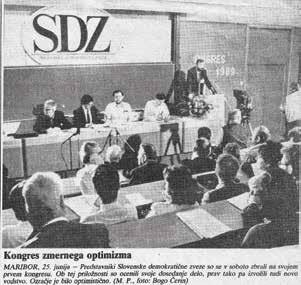 SDZ
GRES
1989
Kongres zmernega optimizma
MARIBOR, 25. junija – Predstavniki Slovenske demokratične zveze so se v soboto zbrali na svojem
prvem kongresu. Ob tej priložnosti so ocenili svoje dosedanje delo, prav tako pa izvolili tudi novo
vodstvo. Ozračje je bilo optimistično. (M. P., foto: Bogo Čerin)